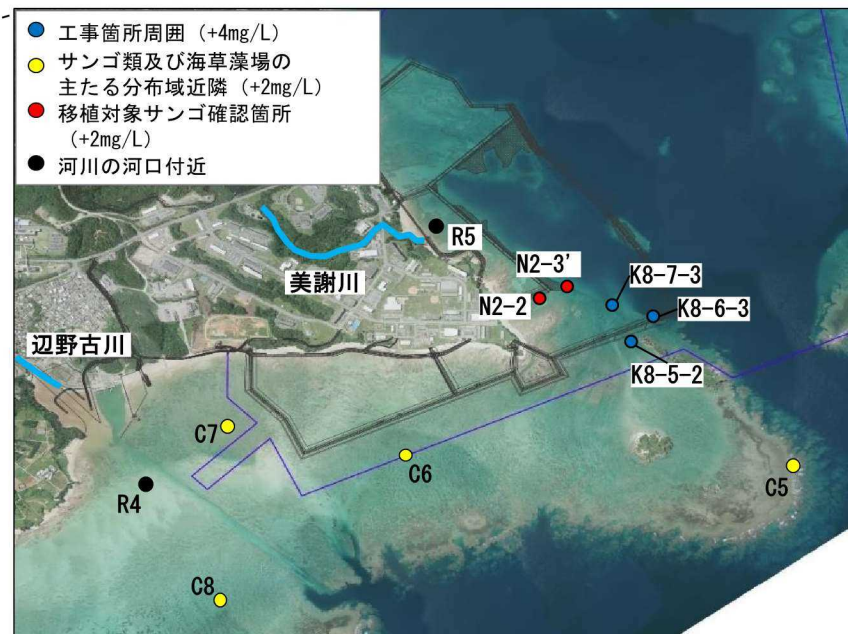 工事箇所周囲 (+4mg/L)
サンゴ類及び海草藻場の
主たる分布域近隣 (+2mg/L)
移植対象サンゴ確認箇所
(+2mg/L)
河川の河口付近
R5
美謝川
N2-3'
K8-7-3
N2-2
K8-6-3
辺野古川
K8-5-2
C7
C6
C5
R4
C8